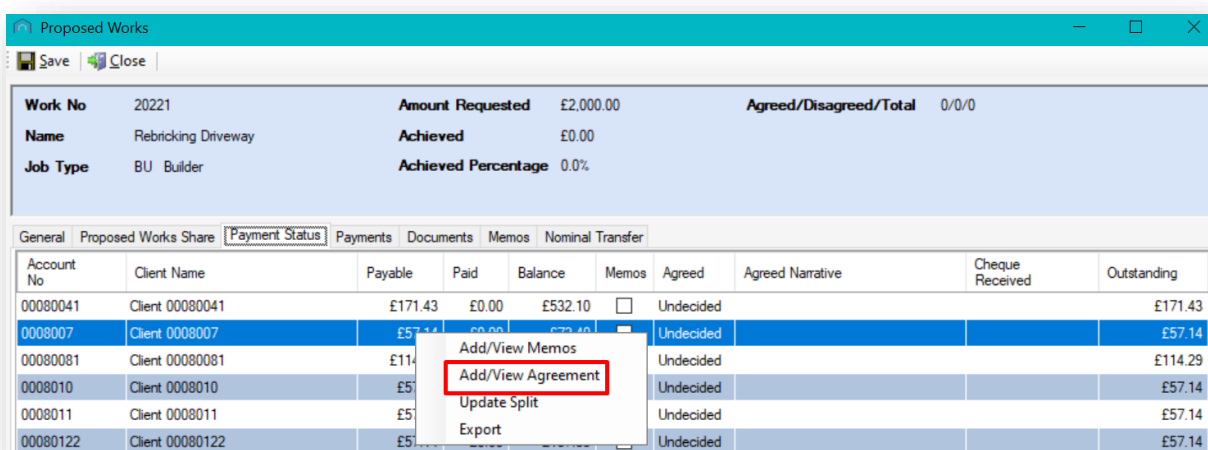 Proposed Works
Save Close
Work No 20221 Amount Requested £2,000.00 Agreed/Disagreed/Total 0/0/0
Name Rebricking Driveway Achieved £0.00
Job Type BU Builder Achieved Percentage 0.0%
General Proposed Works Share Payment Status Payments Documents Memos Nominal Transfer
Account No Client Name Payable Paid Balance Memos Agreed Agreed Narrative Cheque Received Outstanding
00080041 Client 00080041 £171.43 £0.00 £532.10 Undecided £171.43
0008007 Client 0008007 Undecided £57.14
Add/View Memos
00080081 Client 00080081 Undecided £114.29
Add/View Agreement
0008010 Client 0008010 Undecided £57.14
Update Split
0008011 Client 0008011 Undecided £57.14
Export
00080122 Client 00080122 Undecided £57.14